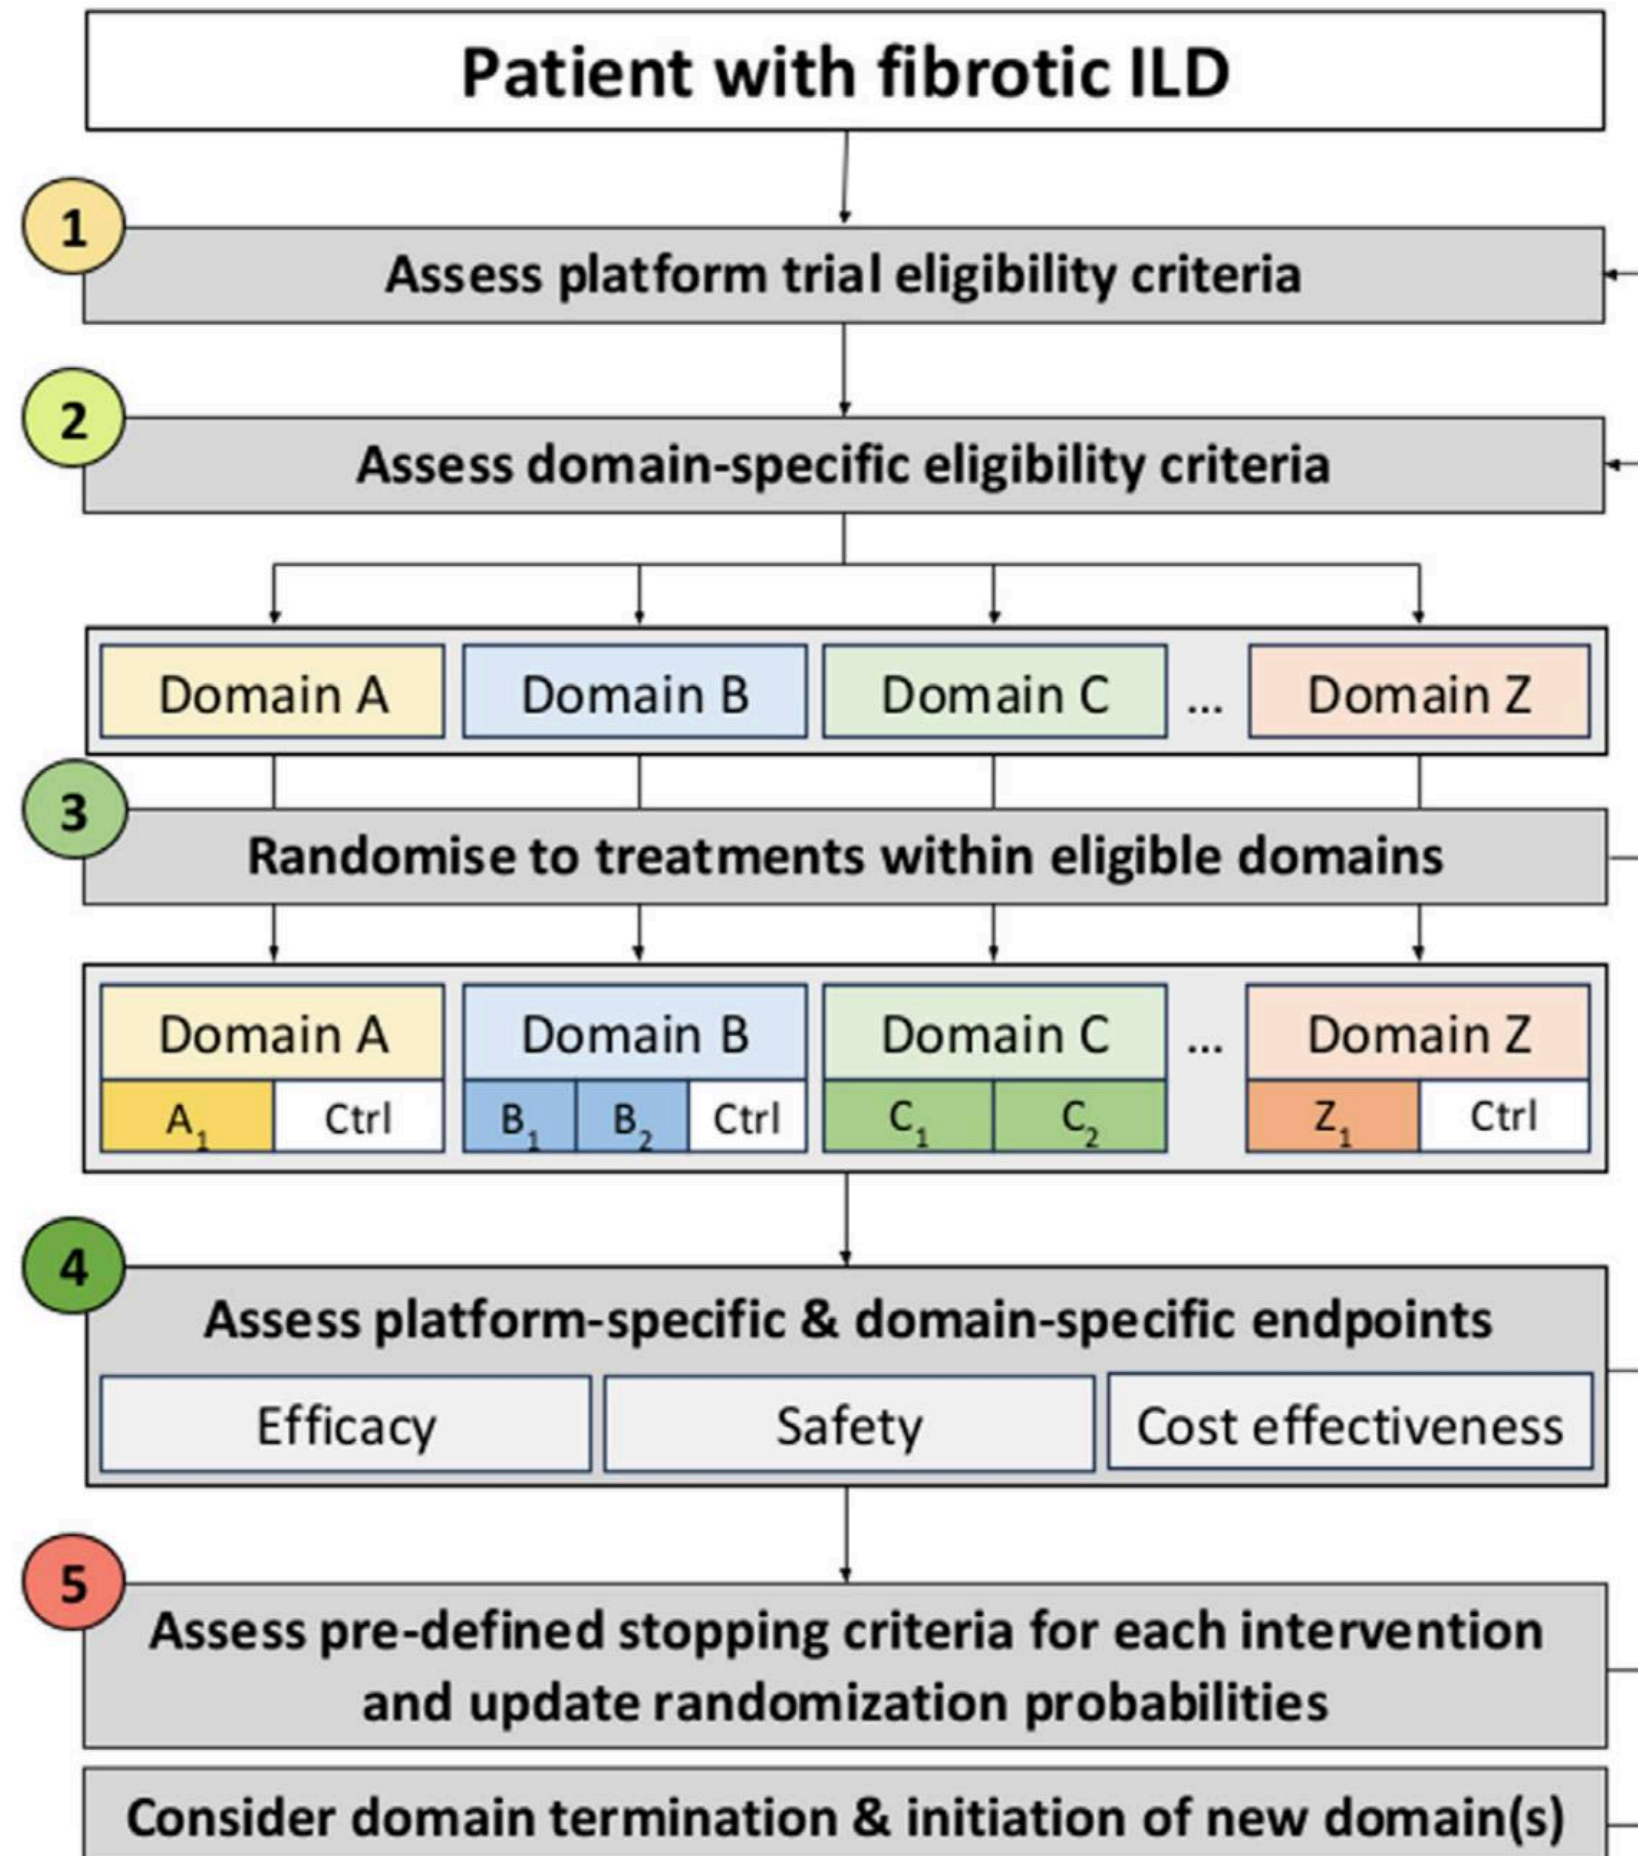 Patient with fibrotic ILD
1
Assess platform trial eligibility criteria
2
Assess domain-specific eligibility criteria
Domain A Domain B Domain C ... Domain Z
3
Randomise to treatments within eligible domains
Domain A Domain B Domain C ... Domain Z
A1 Ctrl B1 B2 Ctrl C1 C2 Z1 Ctrl
4
Assess platform-specific & domain-specific endpoints
Efficacy Safety Cost effectiveness
5
Assess pre-defined stopping criteria for each intervention
and update randomization probabilities
Consider domain termination & initiation of new domain(s)